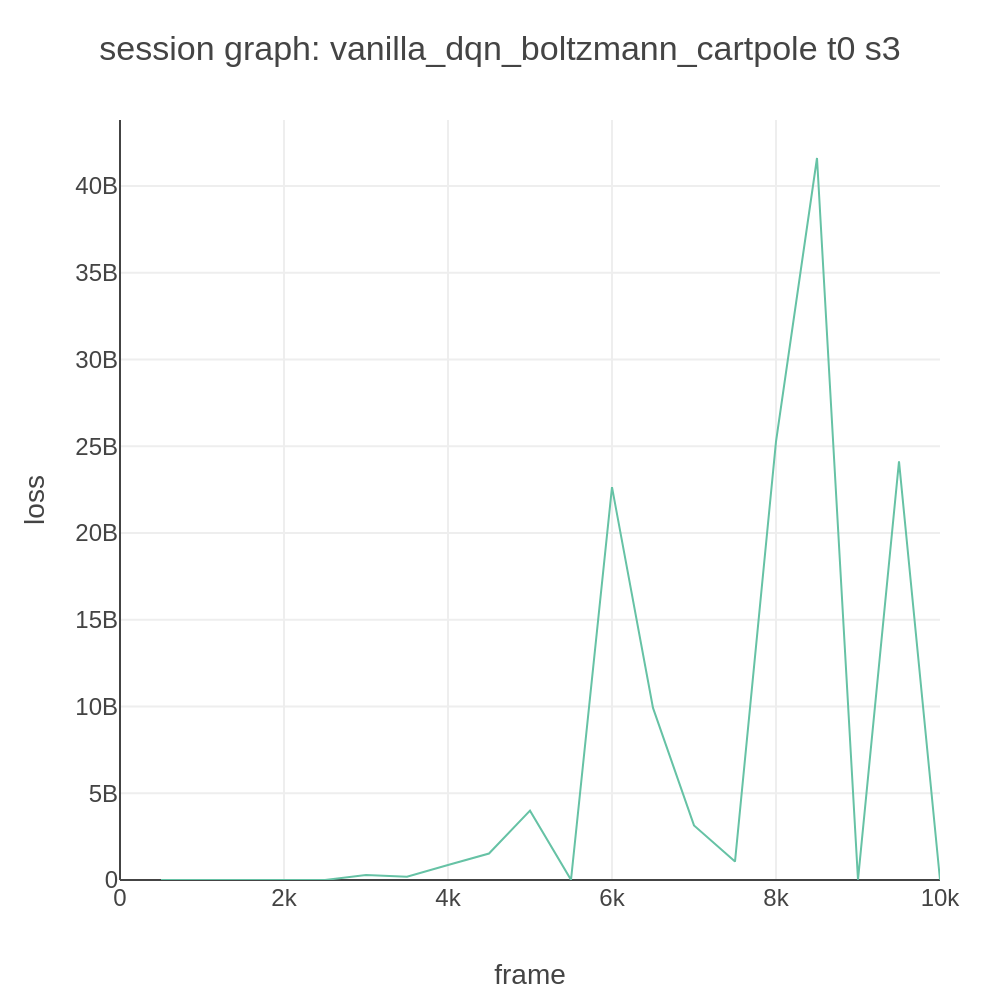 session graph: vanilla_dqn_boltzmann_cartpole t0 s3
40B
35B
30B
25B
20B
15B
10B
5B
0
0 2k 4k 6k 8k 10k
loss
frame